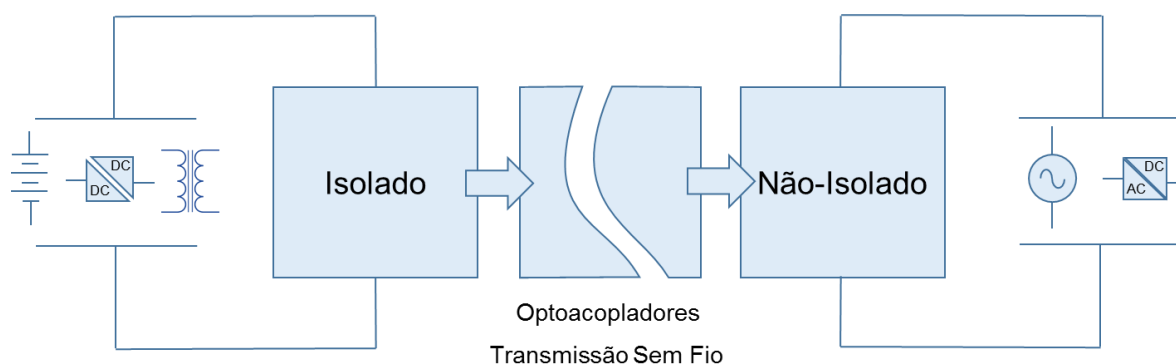 DC
DC
Isolado
Não-Isolado
DC
AC
Optoacopladores
Transmissão Sem Fio